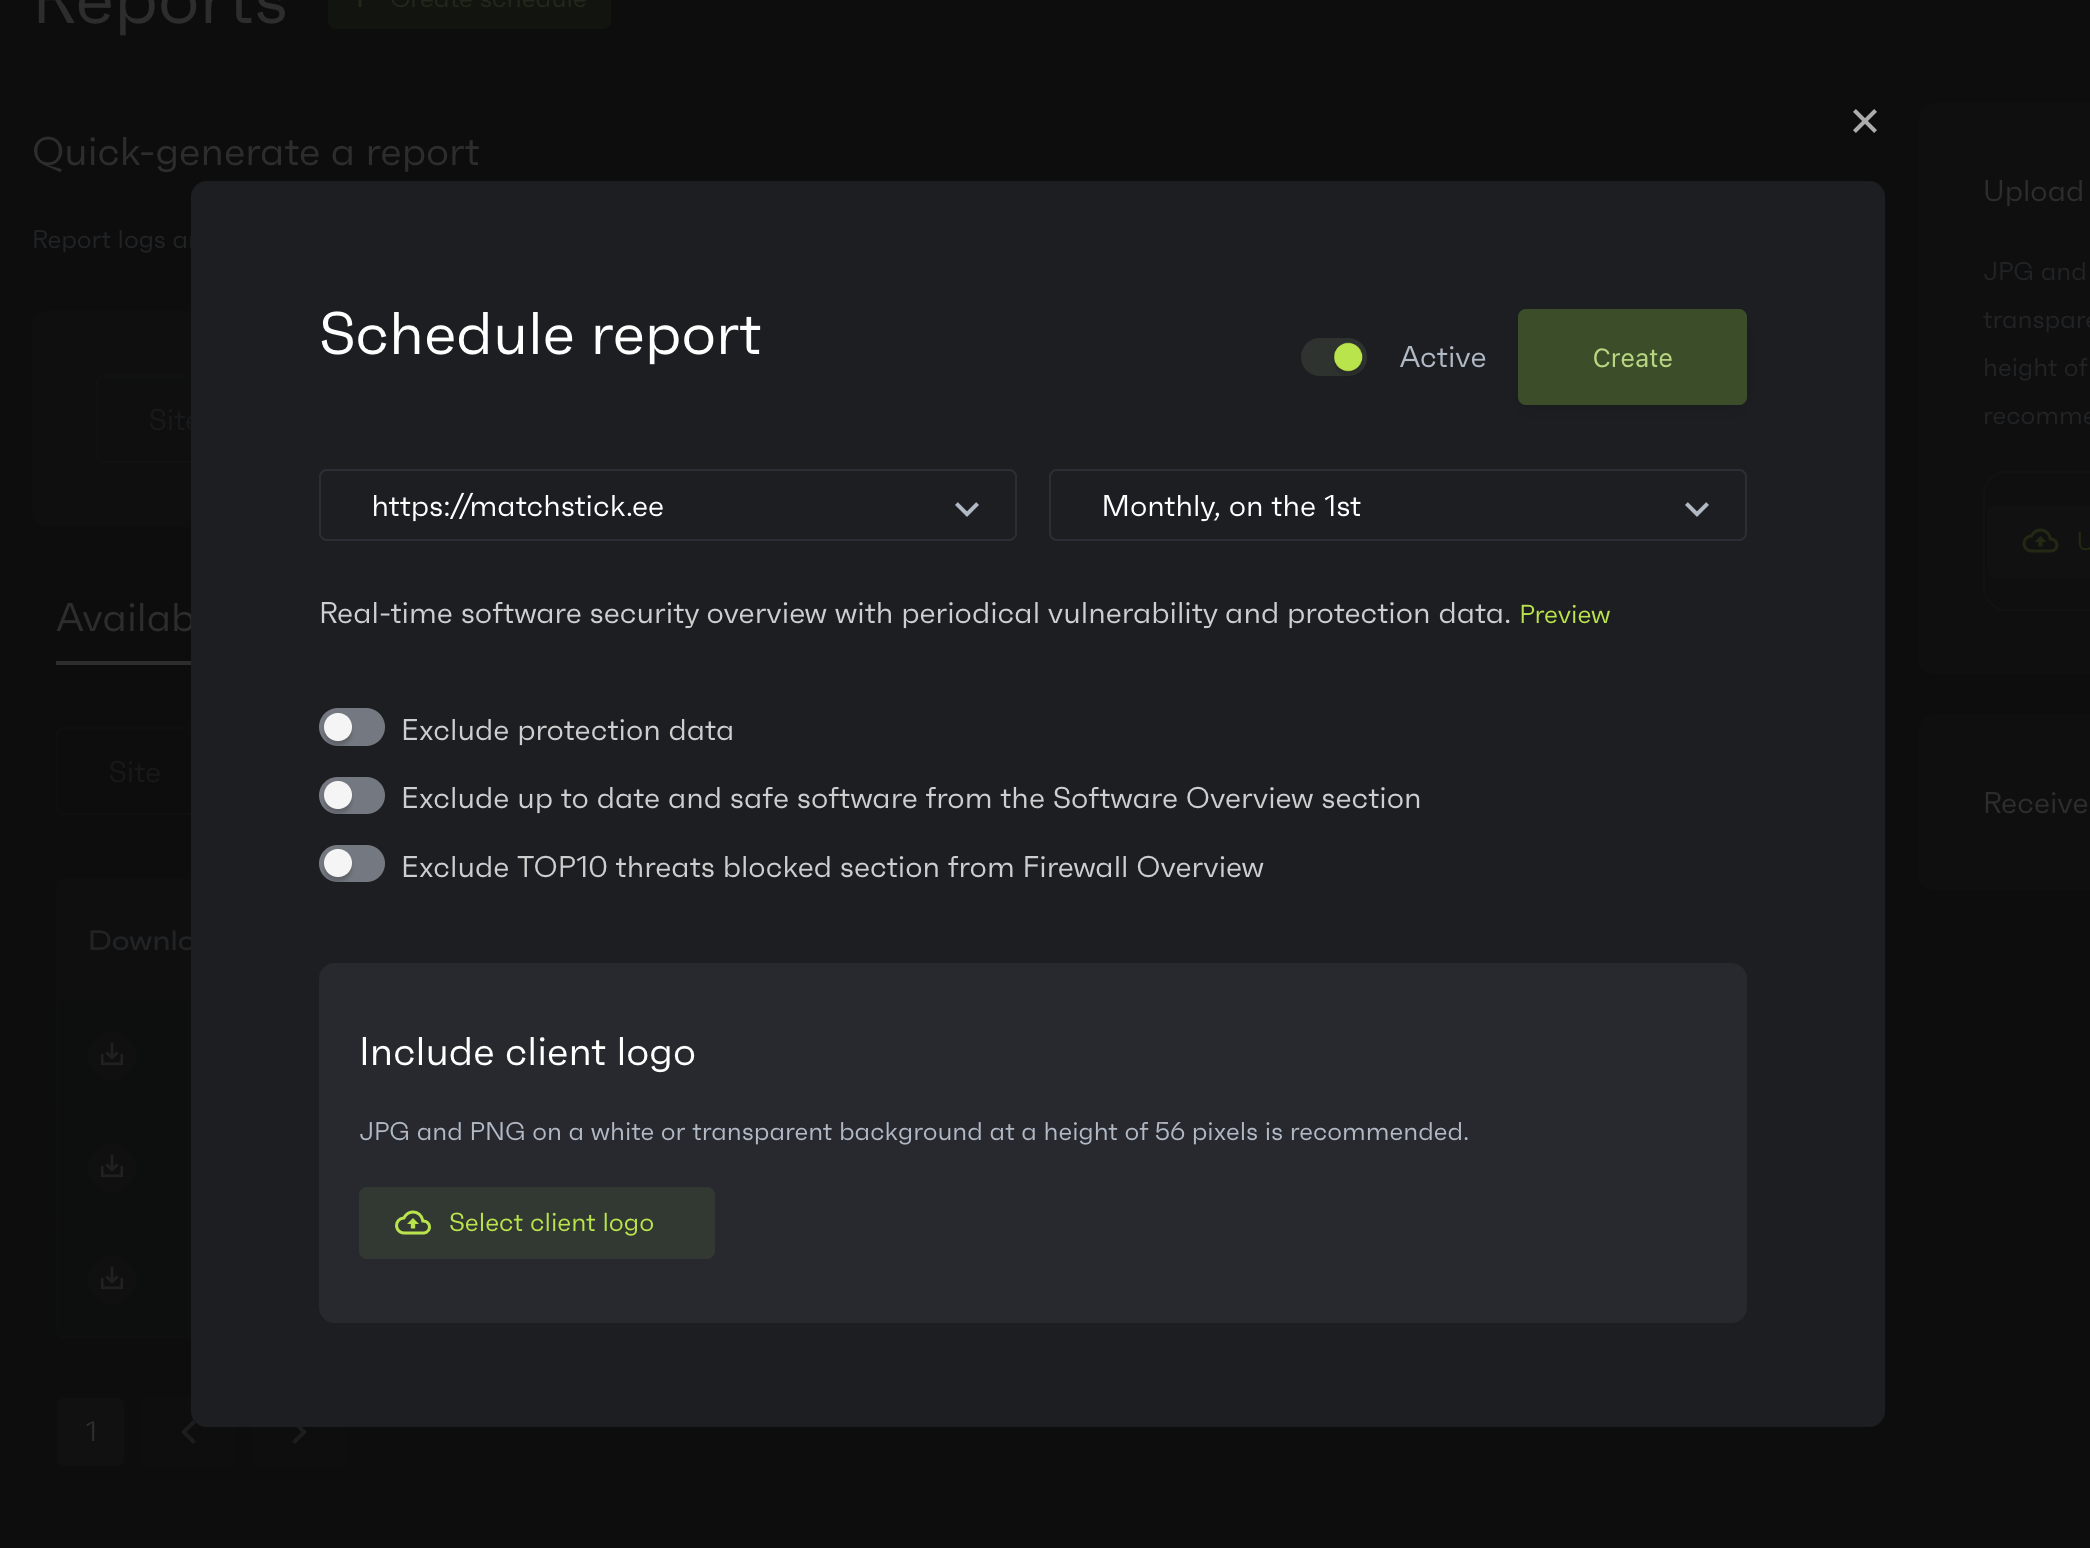 Reports
Create schedule
Quick-generate a report
Report logs
Upload
JPG and
height of
Schedule report
Active
Create
Site
https://matchstick.ee
Monthly, on the 1st
Real-time software security overview with periodical vulnerability and protection data. Preview
Exclude protection data
Site
Exclude up to date and safe software from the Software Overview section
Receive
Exclude TOP10 threats blocked section from Firewall Overview
Include client logo
JPG and PNG on a white or transparent background at a height of 56 pixels is recommended.
Select client logo
1